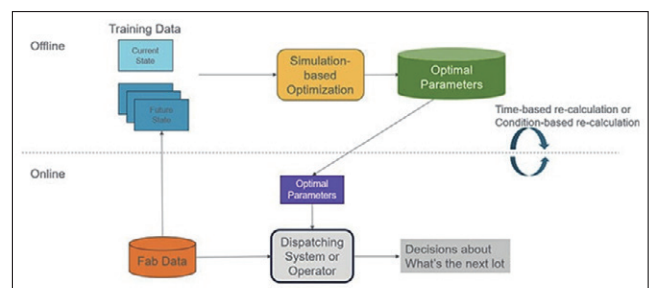 Training Data
Offline
Current
State
Future
State
Simulation-
based
Optimization
Optimal
Parameters
Time-based re-calculation or
Condition-based re-calculation
Online
Optimal
Parameters
Fab Data
Dispatching
System or
Operator
Decisions about
What's the next lot